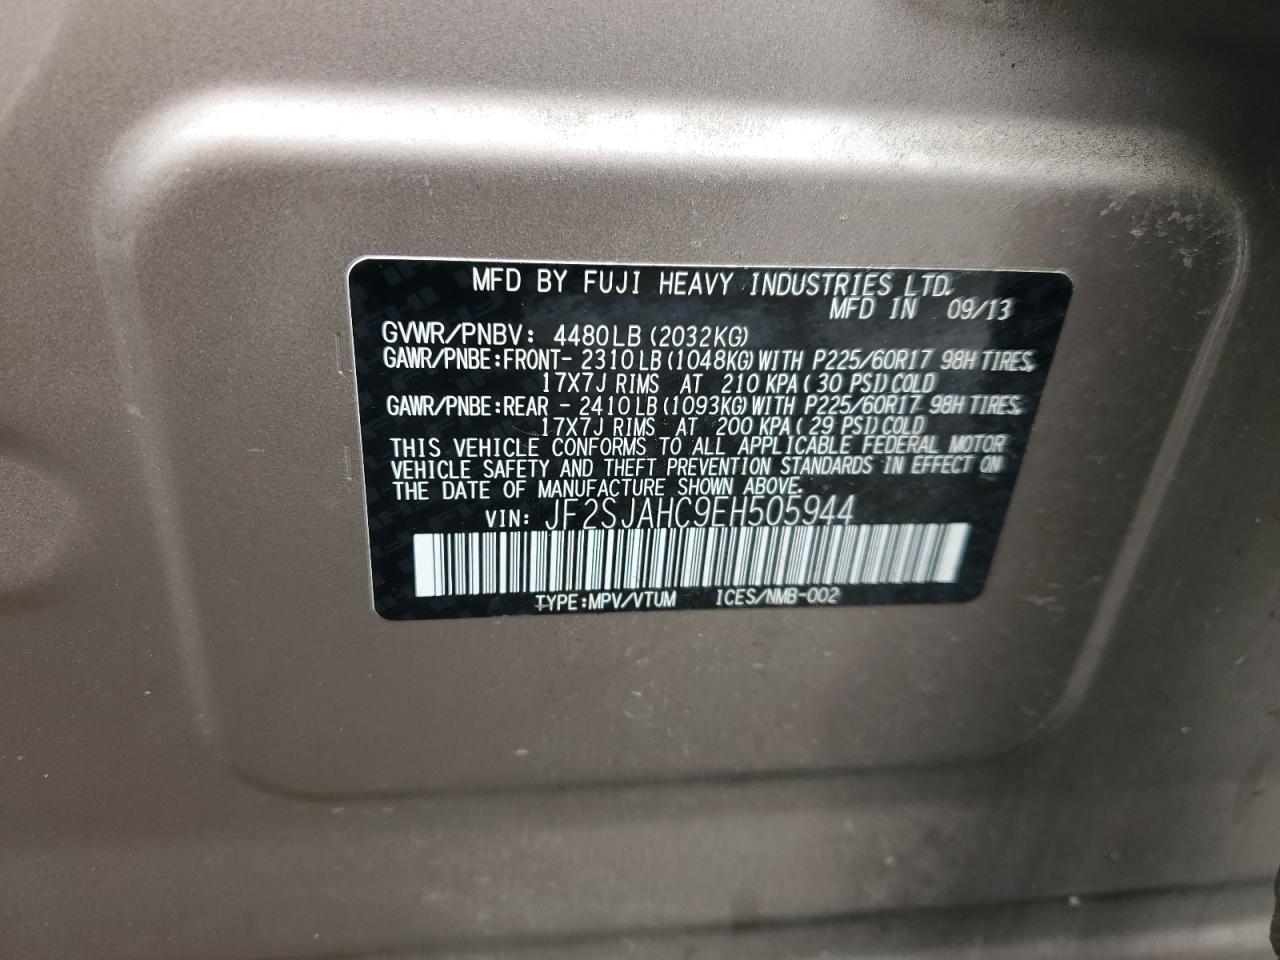 MFD BY FUJI HEAVY INDUSTRIES LTD.
MFD IN 09/13
GVWR/PNBV: 4480LB (2032KG)
GAWR/PNBE:FRONT- 2310LB (1048KG) WITH P225/60R17 98H TIRES,
17X7J RIMS AT 210 KPA ( 30 PSI) COLD
GAWR/PNBE:REAR - 2410LB (1093KG) WITH P225/60R17 98H TIRES,
17X7J RIMS AT 200 KPA ( 29 PSI) COLD
THIS VEHICLE CONFORMS TO ALL APPLICABLE FEDERAL MOTOR
VEHICLE SAFETY AND THEFT PREVENTION STANDARDS IN EFFECT ON
THE DATE OF MANUFACTURE SHOWN ABOVE.
VIN: JF2SJAHC9EH505944
TYPE:MPV/VTUM ICES/NMB-002